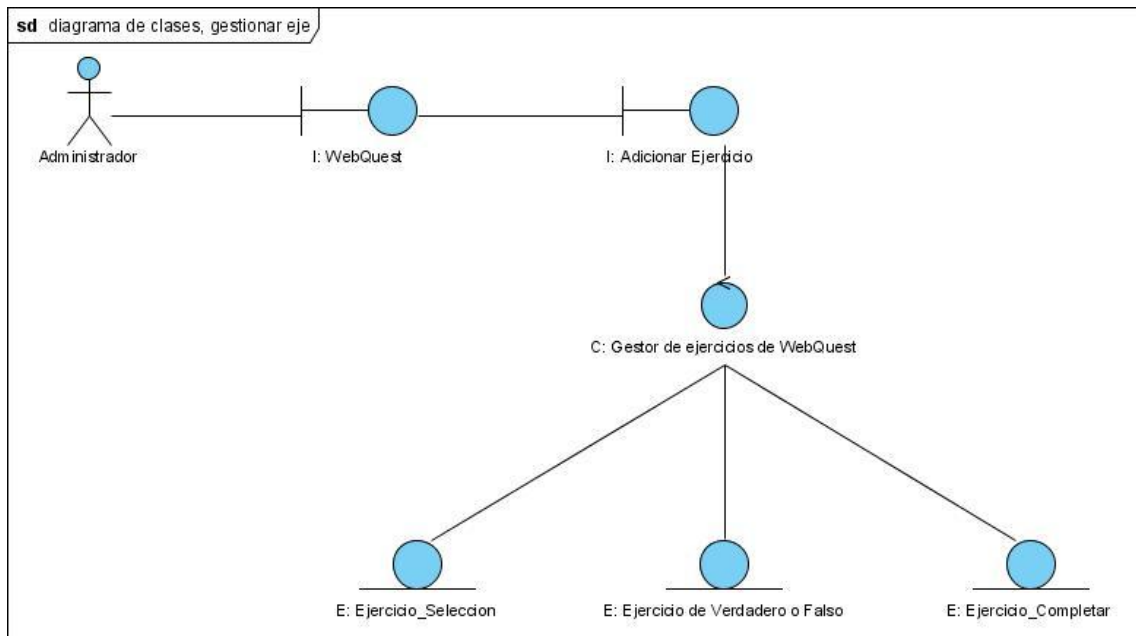 sd diagrama de clases, gestionar eje
Administrador
I: WebQuest
I: Adicionar Ejercicio
C: Gestor de ejercicios de WebQuest
E: Ejercicio_Seleccion
E: Ejercicio de Verdadero o Falso
E: Ejercicio_Completar